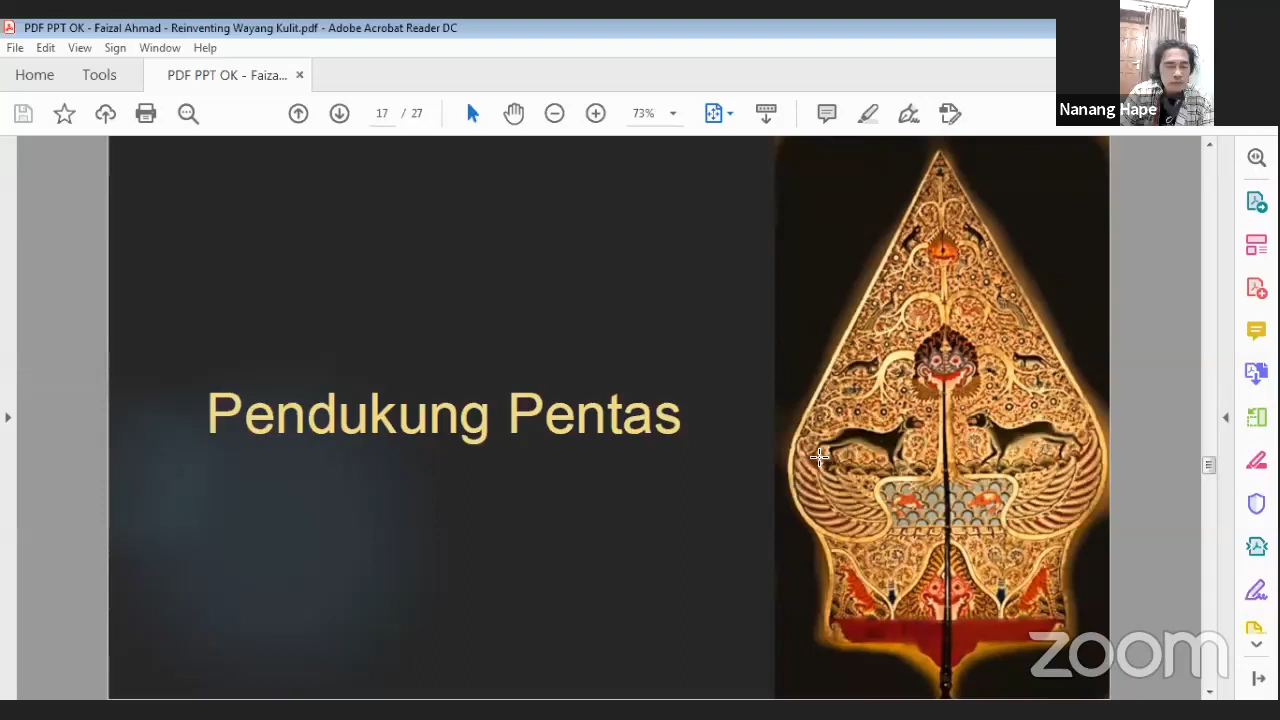 PDF PPT OK - Faizal Ahmad - Reinventing Wayang Kulit.pdf - Adobe Acrobat Reader DC
File Edit View Sign Window Help
Home Tools PDF PPT OK - Faiza... ×
17 / 27 73%
Nanang Hape
Pendukung Pentas
zoom